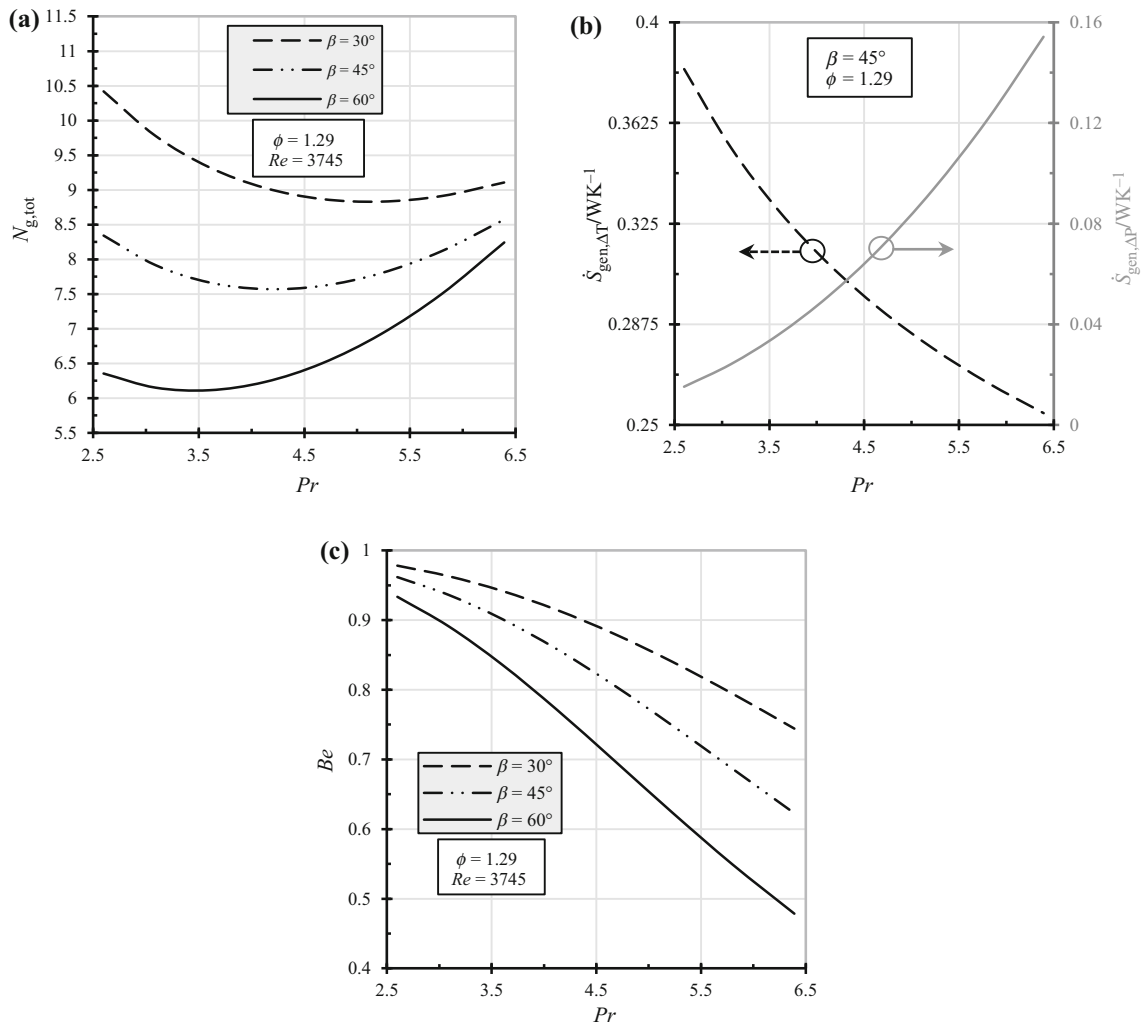 (a)
11.5
11
10.5
10
9.5
9
8.5
8
7.5
7
6.5
6
5.5
N_g,tot
β = 30°
β = 45°
β = 60°
ϕ = 1.29
Re = 3745
2.5 3.5 4.5 5.5 6.5
Pr
(b)
0.4
0.3625
0.325
0.2875
0.25
Ṡ_gen,ΔT/WK⁻¹
β = 45°
ϕ = 1.29
0.16
0.12
0.08
0.04
0
Ṡ_gen,ΔP/WK⁻¹
2.5 3.5 4.5 5.5 6.5
Pr
(c)
1
0.9
0.8
0.7
0.6
0.5
0.4
Be
β = 30°
β = 45°
β = 60°
ϕ = 1.29
Re = 3745
2.5 3.5 4.5 5.5 6.5
Pr